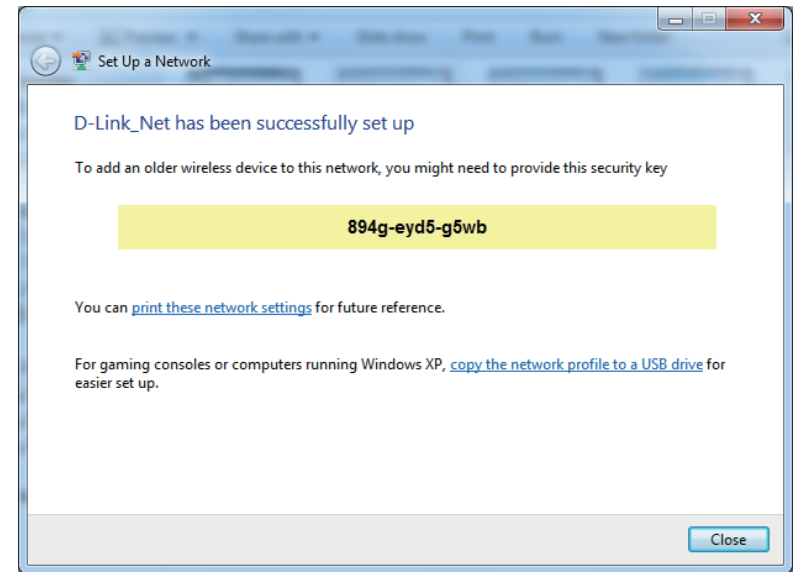 Set Up a Network
D-Link_Net has been successfully set up
To add an older wireless device to this network, you might need to provide this security key
894g-eyd5-g5wb
You can print these network settings for future reference.
For gaming consoles or computers running Windows XP, copy the network profile to a USB drive for
easier set up.
Close